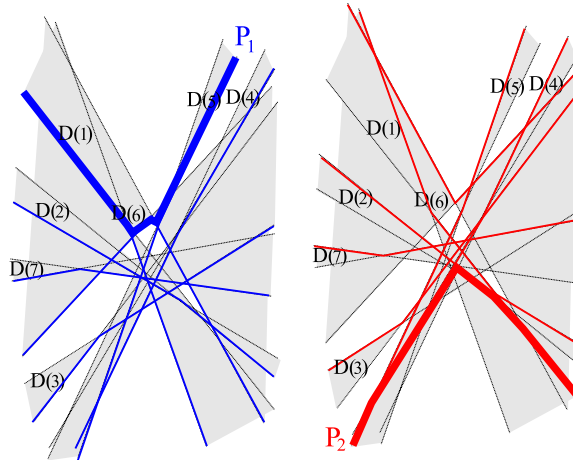 P1
D(5)
D(4)
D(1)
D(2)
D(6)
D(7)
D(3)
D(5)
D(4)
D(1)
D(2)
D(6)
D(7)
D(3)
P2